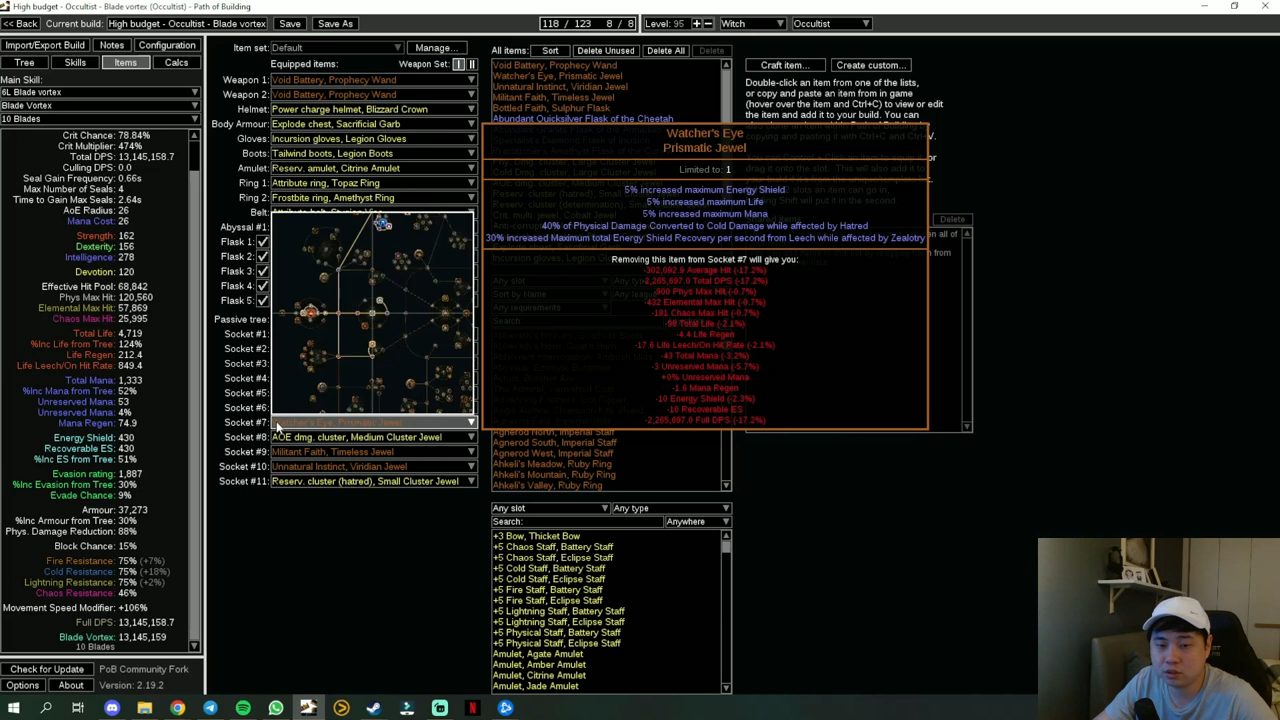 High budget - Occultist - Blade vortex (Occultist) - Path of Building
<< Back
Current build: High budget - Occultist - Blade vortex
Save
Save As
118 / 123 8 / 8
Level: 95
Witch
Occultist
Import/Export Build
Notes
Configuration
Tree
Skills
Items
Calcs
Main Skill:
6L Blade vortex
Blade Vortex
10 Blades
Crit Chance: 78.84%
Crit Multiplier: 474%
Total DPS: 13,145,158.7
Culling DPS: 0.0
Seal Gain Frequency: 0.66s
Max Number of Seals: 4
Time to Gain Max Seals: 2.64s
AoE Radius: 26
Mana Cost: 26
Strength: 162
Dexterity: 156
Intelligence: 278
Devotion: 120
Effective Hit Pool: 68,842
Phys Max Hit: 120,560
Elemental Max Hit: 57,869
Chaos Max Hit: 25,995
Total Life: 4,719
%Inc Life from Tree: 124%
Life Regen: 212.4
Life Leech/On Hit Rate: 849.4
Total Mana: 1,333
%Inc Mana from Tree: 52%
Unreserved Mana: 53
Unreserved Mana: 4%
Mana Regen: 74.9
Energy Shield: 430
Recoverable ES: 430
%Inc ES from Tree: 51%
Evasion rating: 1,887
%Inc Evasion from Tree: 30%
Evade Chance: 9%
Armour: 37,273
%Inc Armour from Tree: 30%
Phys. Damage Reduction: 88%
Block Chance: 15%
Fire Resistance: 75% (+7%)
Cold Resistance: 75% (+18%)
Lightning Resistance: 75% (+2%)
Chaos Resistance: 46%
Movement Speed Modifier: +106%
Full DPS: 13,145,158.7
Blade Vortex: 13,145,159
10 Blades
Check for Update
PoB Community Fork
Options
About
Version: 2.19.2
Item set: Default
Manage...
Equipped items:
Weapon Set: I II
Weapon 1: Void Battery, Prophecy Wand
Weapon 2: Void Battery, Prophecy Wand
Helmet: Power charge helmet, Blizzard Crown
Body Armour: Explode chest, Sacrificial Garb
Gloves: Incursion gloves, Legion Gloves
Boots: Tailwind boots, Legion Boots
Amulet: Reserv. amulet, Citrine Amulet
Ring 1: Attribute ring, Topaz Ring
Ring 2: Frostbite ring, Amethyst Ring
Belt:
Abyssal #1:
Flask 1:
Flask 2:
Flask 3:
Flask 4:
Flask 5:
Passive tree:
Socket #1:
Socket #2:
Socket #3:
Socket #4:
Socket #5:
Socket #6:
Socket #7: Watcher's Eye, Prismatic Jewel
Socket #8: AOE dmg. cluster, Medium Cluster Jewel
Socket #9: Militant Faith, Timeless Jewel
Socket #10: Unnatural Instinct, Viridian Jewel
Socket #11: Reserv. cluster (hatred), Small Cluster Jewel
All items:
Sort
Delete Unused
Delete All
Delete
Void Battery, Prophecy Wand
Watcher's Eye, Prismatic Jewel
Unnatural Instinct, Viridian Jewel
Militant Faith, Timeless Jewel
Bottled Faith, Sulphur Flask
Abundant Quicksilver Flask of the Cheetah
Watcher's Eye
Prismatic Jewel
Limited to: 1
5% increased maximum Energy Shield
5% increased maximum Life
5% increased maximum Mana
40% of Physical Damage Converted to Cold Damage while affected by Hatred
30% increased Maximum total Energy Shield Recovery per second from Leech while affected by Zealotry
Removing this item from Socket #7 will give you:
-302,092.9 Average Hit (-17.2%)
-2,265,697.0 Total DPS (-17.2%)
-800 Phys Max Hit (-0.7%)
-432 Elemental Max Hit (-0.7%)
-181 Chaos Max Hit (-0.7%)
-98 Total Life (-2.1%)
-4.4 Life Regen
-17.6 Life Leech/On Hit Rate (-2.1%)
-43 Total Mana (-3.2%)
-3 Unreserved Mana (-5.7%)
+0% Unreserved Mana
-1.6 Mana Regen
-10 Energy Shield (-2.3%)
-10 Recoverable ES
-2,265,697.0 Full DPS (-17.2%)
Agnerod North, Imperial Staff
Agnerod South, Imperial Staff
Agnerod West, Imperial Staff
Ahkeli's Meadow, Ruby Ring
Ahkeli's Mountain, Ruby Ring
Ahkeli's Valley, Ruby Ring
Any slot
Any type
Search:
Anywhere
+3 Bow, Thicket Bow
+5 Chaos Staff, Battery Staff
+5 Chaos Staff, Eclipse Staff
+5 Cold Staff, Battery Staff
+5 Cold Staff, Eclipse Staff
+5 Fire Staff, Battery Staff
+5 Fire Staff, Eclipse Staff
+5 Lightning Staff, Battery Staff
+5 Lightning Staff, Eclipse Staff
+5 Physical Staff, Battery Staff
+5 Physical Staff, Eclipse Staff
Amulet, Agate Amulet
Amulet, Amber Amulet
Amulet, Citrine Amulet
Amulet, Jade Amulet
Craft item...
Create custom...
Double-click an item from one of the lists,
or copy and paste an item from in game
(hover over the item and Ctrl+C) to view or edit
the item and add it to your build. You can
Delete